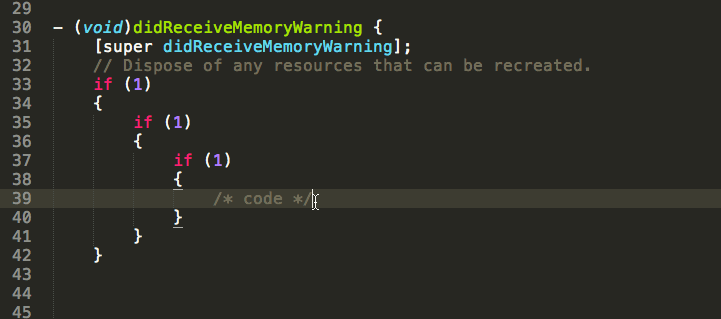 29
30 - (void)didReceiveMemoryWarning {
31     [super didReceiveMemoryWarning];
32     // Dispose of any resources that can be recreated.
33     if (1)
34     {
35         if (1)
36         {
37             if (1)
38             {
39                 /* code */
40             }
41         }
42     }
43
44
45